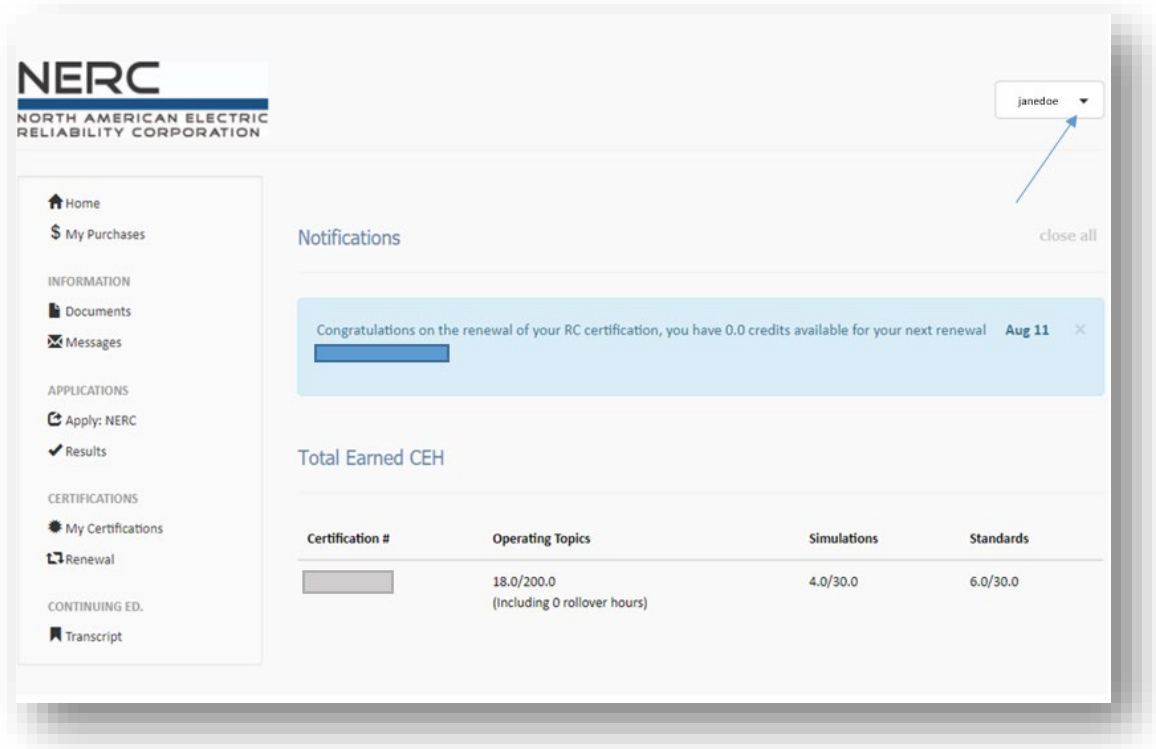 NERC
NORTH AMERICAN ELECTRIC
RELIABILITY CORPORATION
janedoe
Home
$ My Purchases
INFORMATION
Documents
Messages
APPLICATIONS
Apply: NERC
Results
CERTIFICATIONS
My Certifications
Renewal
CONTINUING ED.
Transcript
Notifications
close all
Congratulations on the renewal of your RC certification, you have 0.0 credits available for your next renewal Aug 11 ×
Total Earned CEH
Certification # Operating Topics Simulations Standards
18.0/200.0 4.0/30.0 6.0/30.0
(Including 0 rollover hours)